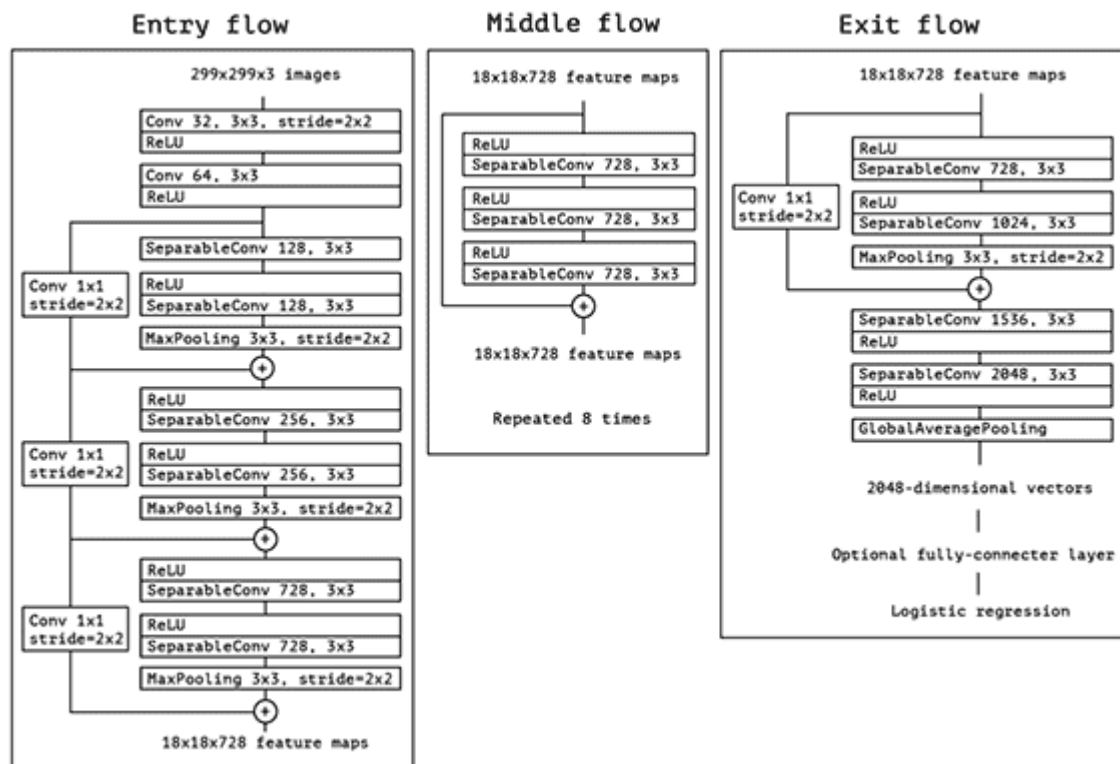 Entry flow
299x299x3 images
Conv 32, 3x3, stride=2x2
ReLU
Conv 64, 3x3
ReLU
SeparableConv 128, 3x3
Conv 1x1
stride=2x2
ReLU
SeparableConv 128, 3x3
MaxPooling 3x3, stride=2x2
+
ReLU
SeparableConv 256, 3x3
Conv 1x1
stride=2x2
ReLU
SeparableConv 256, 3x3
MaxPooling 3x3, stride=2x2
+
ReLU
SeparableConv 728, 3x3
Conv 1x1
stride=2x2
ReLU
SeparableConv 728, 3x3
MaxPooling 3x3, stride=2x2
+
18x18x728 feature maps
Middle flow
18x18x728 feature maps
ReLU
SeparableConv 728, 3x3
ReLU
SeparableConv 728, 3x3
ReLU
SeparableConv 728, 3x3
+
18x18x728 feature maps
Repeated 8 times
Exit flow
18x18x728 feature maps
ReLU
SeparableConv 728, 3x3
Conv 1x1
stride=2x2
ReLU
SeparableConv 1024, 3x3
MaxPooling 3x3, stride=2x2
+
SeparableConv 1536, 3x3
ReLU
SeparableConv 2048, 3x3
ReLU
GlobalAveragePooling
2048-dimensional vectors
Optional fully-connecter layer
Logistic regression